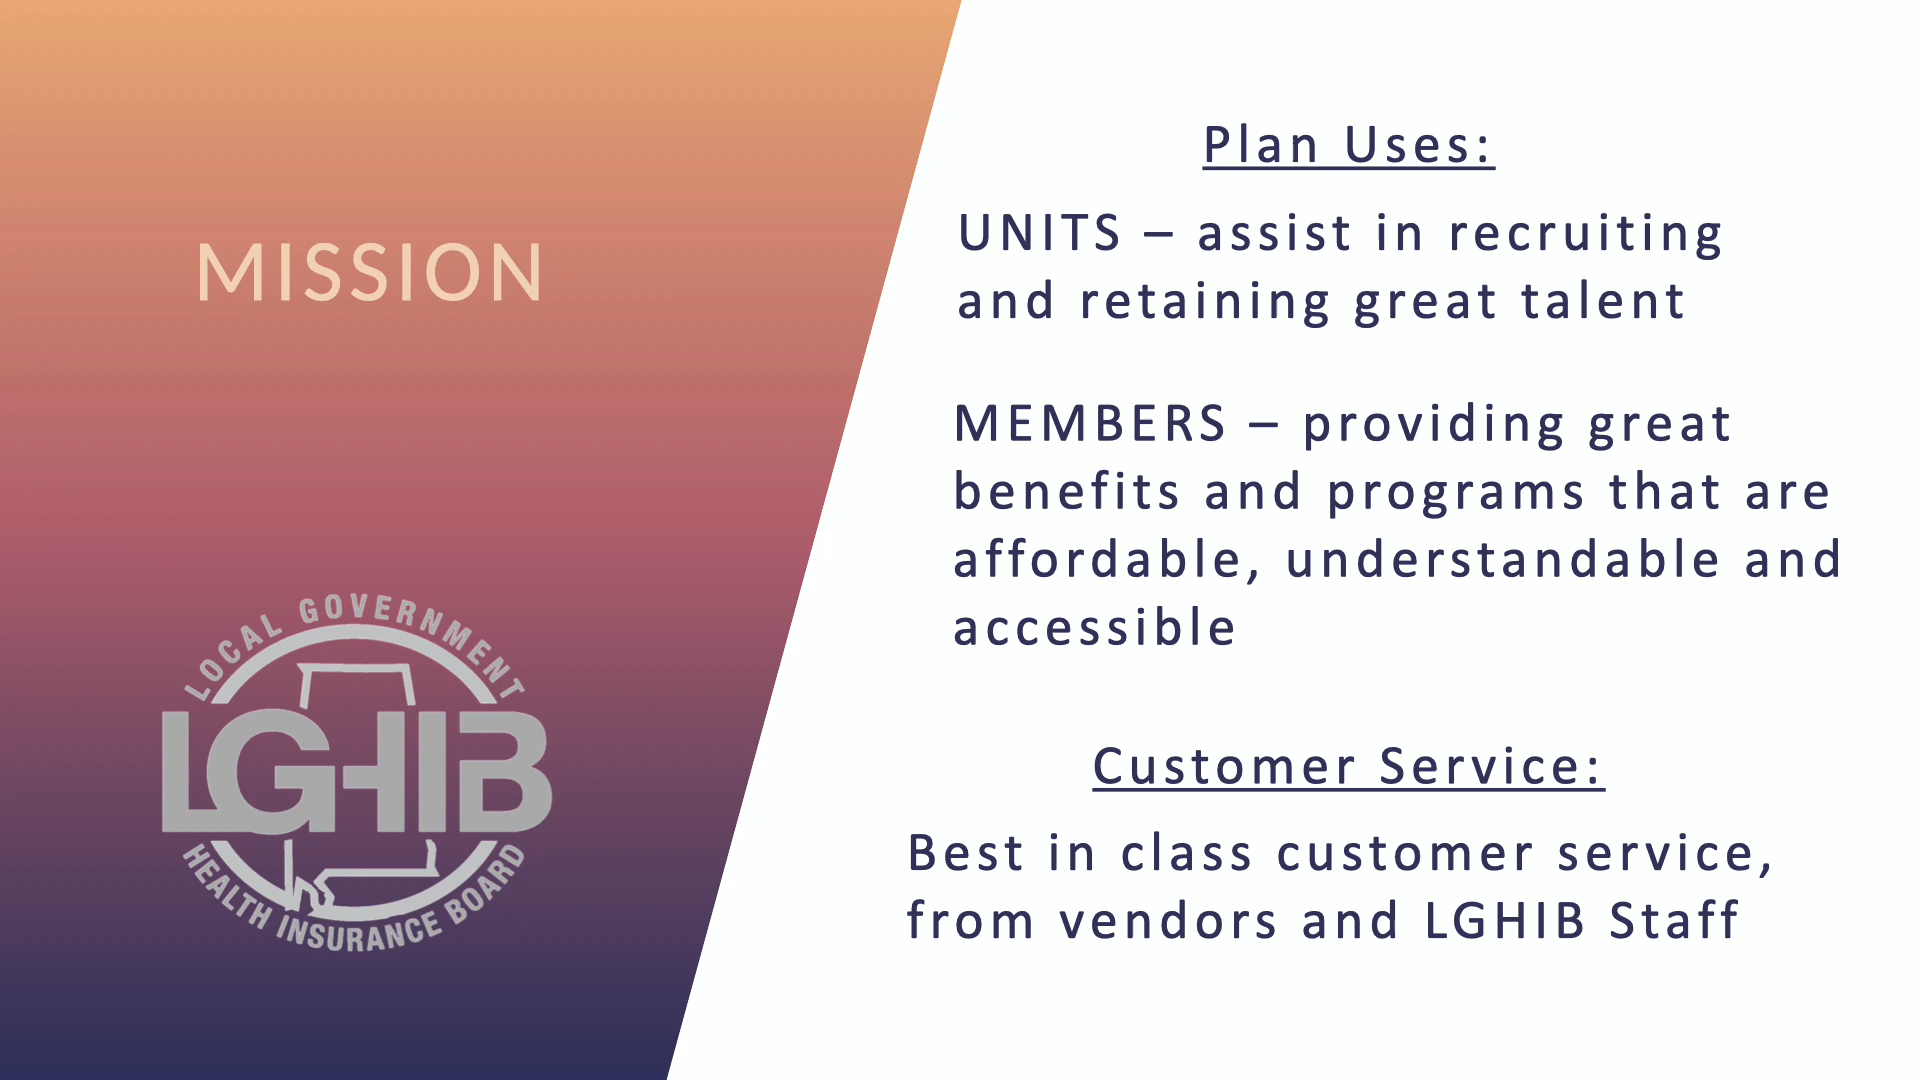 MISSION
LOCAL GOVERNMENT
LGHIB
HEALTH INSURANCE BOARD
Plan Uses:
UNITS – assist in recruiting
and retaining great talent
MEMBERS – providing great
benefits and programs that are
affordable, understandable and
accessible
Customer Service:
Best in class customer service,
from vendors and LGHIB Staff